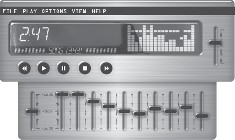 FILE PLAY OPTIONS VIEW HELP
2.47